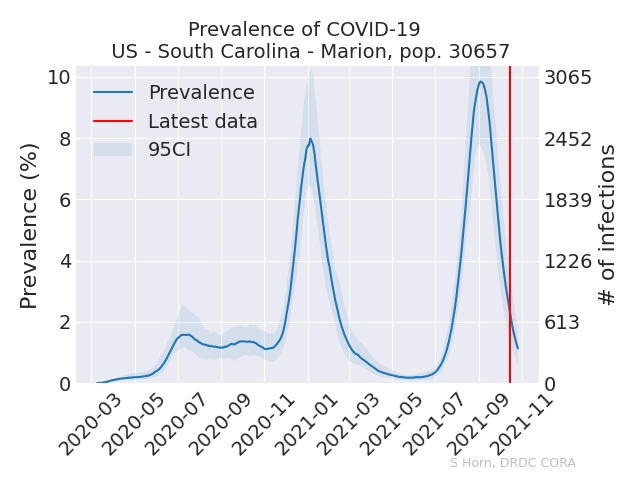 Prevalence of COVID-19
US - South Carolina - Marion, pop. 30657
Prevalence
Latest data
95CI
Prevalence (%)
10
8
6
4
2
0
3065
2452
1839
1226
613
0
# of infections
2020-03
2020-05
2020-07
2020-09
2020-11
2021-01
2021-03
2021-05
2021-07
2021-09
2021-11
S Horn, DRDC CORA